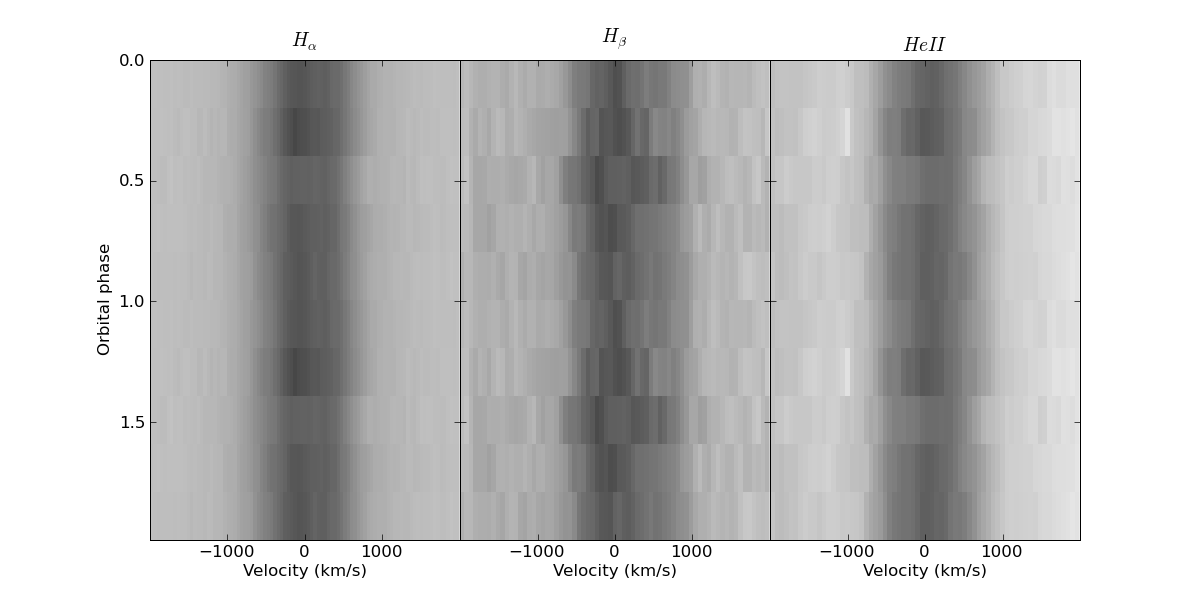 H_α
H_β
HeII
0.0
0.5
1.0
1.5
Orbital phase
−1000 0 1000
−1000 0 1000
−1000 0 1000
Velocity (km/s)
Velocity (km/s)
Velocity (km/s)